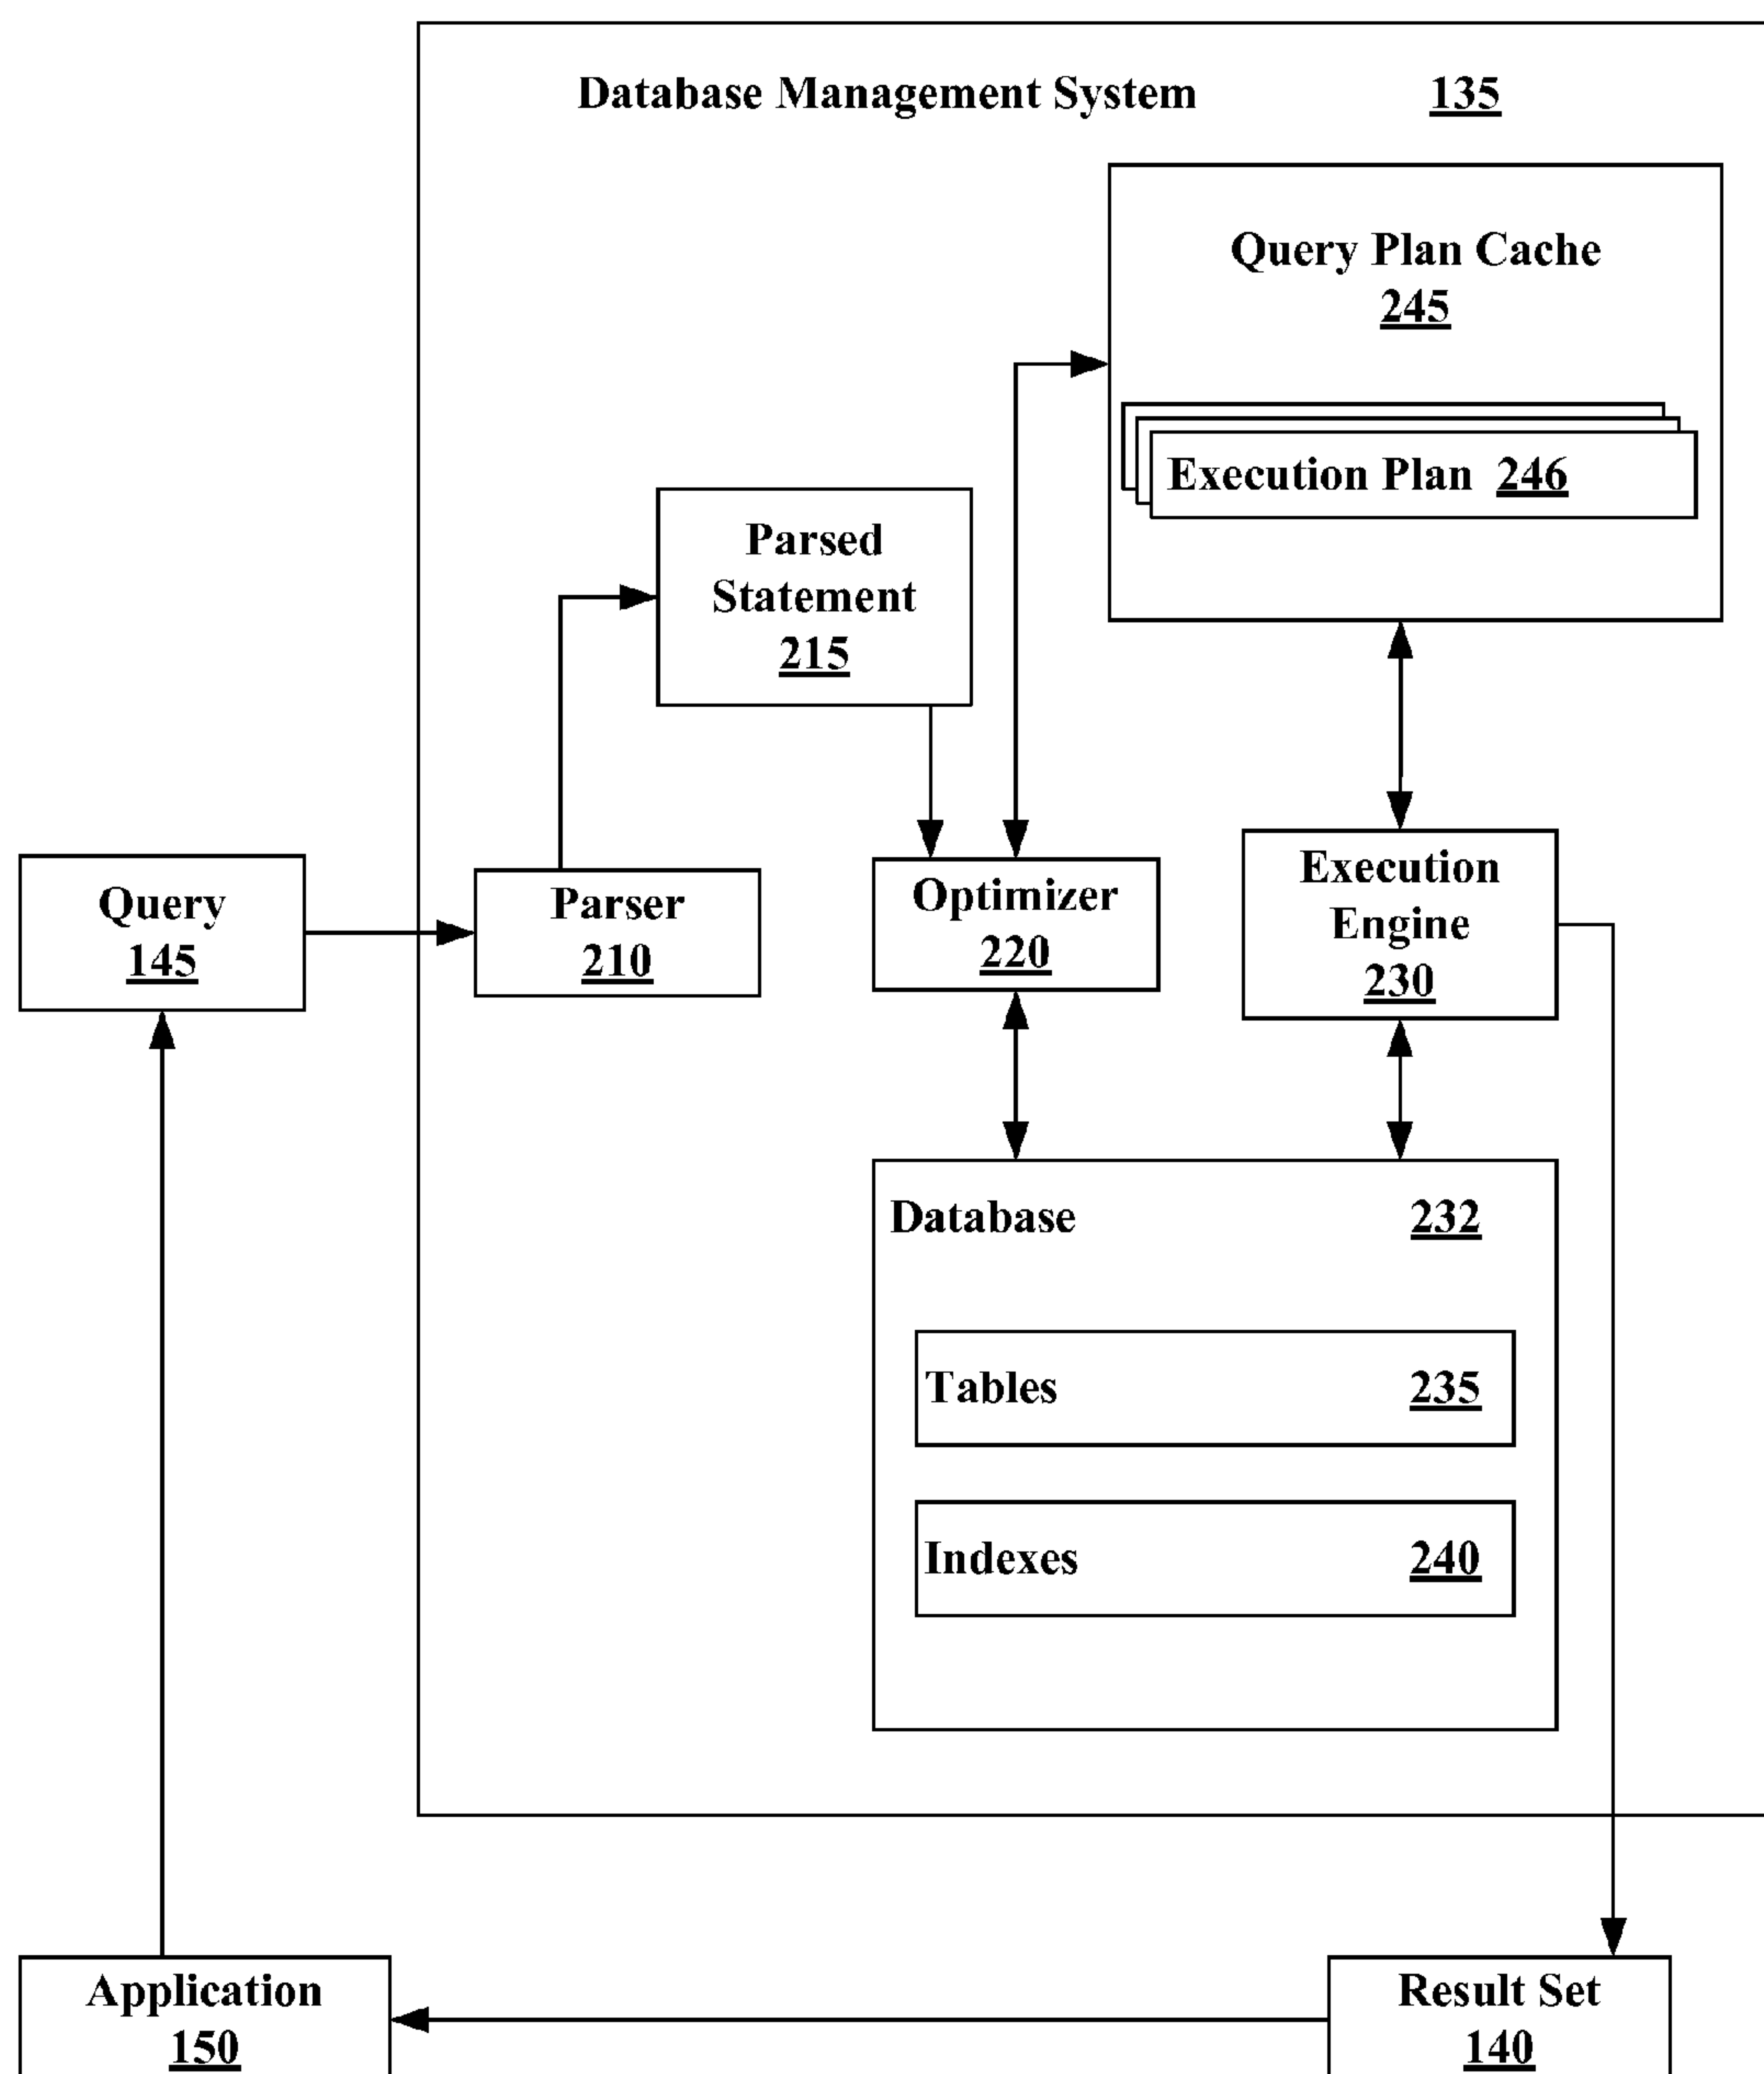 Database Management System 135
Query Plan Cache
245
Execution Plan 246
Parsed
Statement
215
Query
145
Parser
210
Optimizer
220
Execution
Engine
230
Database 232
Tables 235
Indexes 240
Application
150
Result Set
140